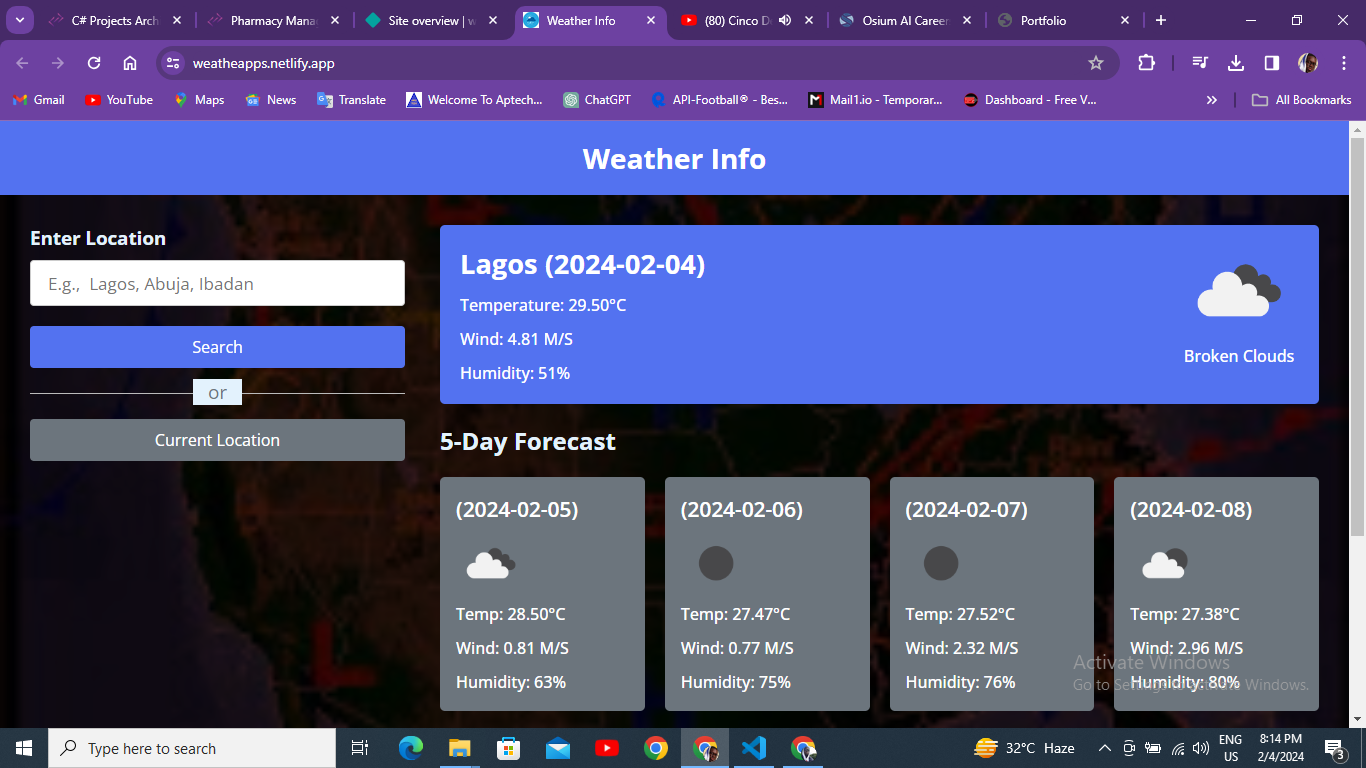 C# Projects Arch
Pharmacy Mana
Site overview | w
Weather Info
(80) Cinco D
Osium AI Career
Portfolio
weatheapps.netlify.app
Gmail
YouTube
Maps
News
Translate
Welcome To Aptech...
ChatGPT
API-Football® - Bes...
Mail1.io - Temporar...
Dashboard - Free V...
»
All Bookmarks
Weather Info
Enter Location
E.g., Lagos, Abuja, Ibadan
Search
or
Current Location
Lagos (2024-02-04)
Temperature: 29.50°C
Wind: 4.81 M/S
Humidity: 51%
Broken Clouds
5-Day Forecast
(2024-02-05)
Temp: 28.50°C
Wind: 0.81 M/S
Humidity: 63%
(2024-02-06)
Temp: 27.47°C
Wind: 0.77 M/S
Humidity: 75%
(2024-02-07)
Temp: 27.52°C
Wind: 2.32 M/S
Humidity: 76%
(2024-02-08)
Temp: 27.38°C
Wind: 2.96 M/S
Humidity: 80%
Activate Windows
Go to Settings to activate Windows.
Type here to search
32°C Haze
ENG
US
8:14 PM
2/4/2024
3